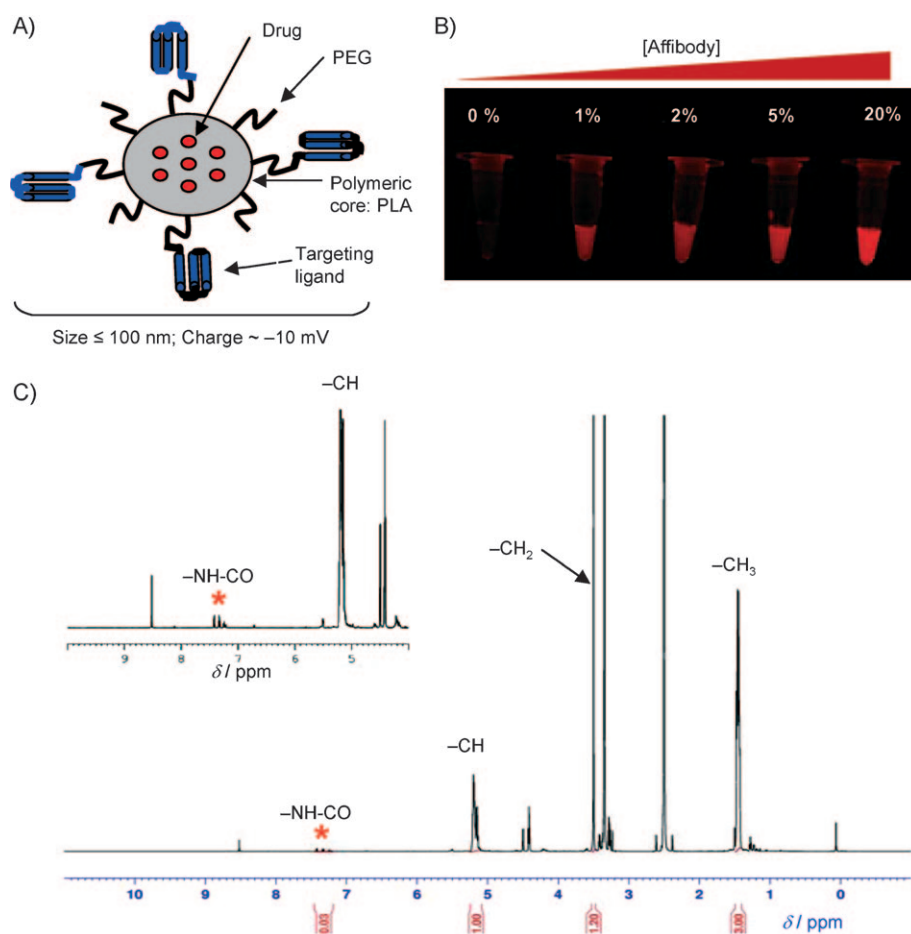 A)
Drug
PEG
Polymeric
core: PLA
Targeting
ligand
Size ≤ 100 nm; Charge ~ –10 mV
B)
[Affibody]
0 % 1% 2% 5% 20%
C)
–CH
–NH-CO
*
9 8 7 6 5
δ / ppm
–CH₂
–CH₃
–CH
–NH-CO
*
10 9 8 7 6 5 4 3 2 1 0
0.03 1.00 1.20 3.00
δ / ppm